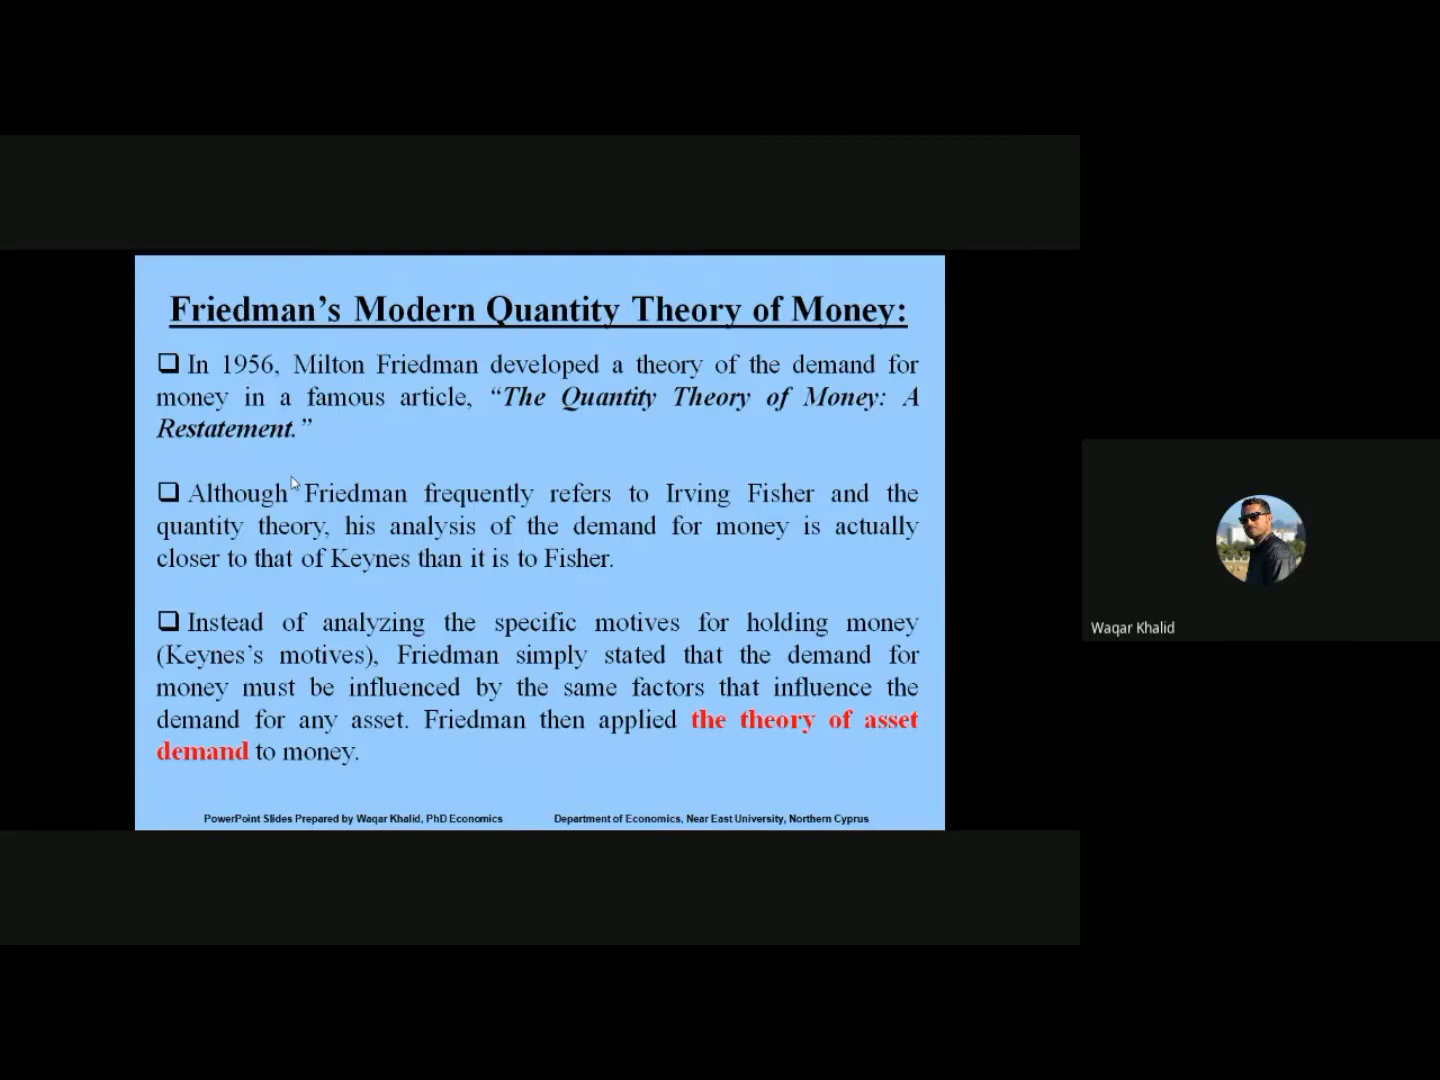 Friedman’s Modern Quantity Theory of Money:
❑ In 1956, Milton Friedman developed a theory of the demand for
money in a famous article, “The Quantity Theory of Money: A
Restatement.”
❑ Although Friedman frequently refers to Irving Fisher and the
quantity theory, his analysis of the demand for money is actually
closer to that of Keynes than it is to Fisher.
❑ Instead of analyzing the specific motives for holding money
(Keynes’s motives), Friedman simply stated that the demand for
money must be influenced by the same factors that influence the
demand for any asset. Friedman then applied the theory of asset
demand to money.
PowerPoint Slides Prepared by Waqar Khalid, PhD Economics
Department of Economics, Near East University, Northern Cyprus
Waqar Khalid